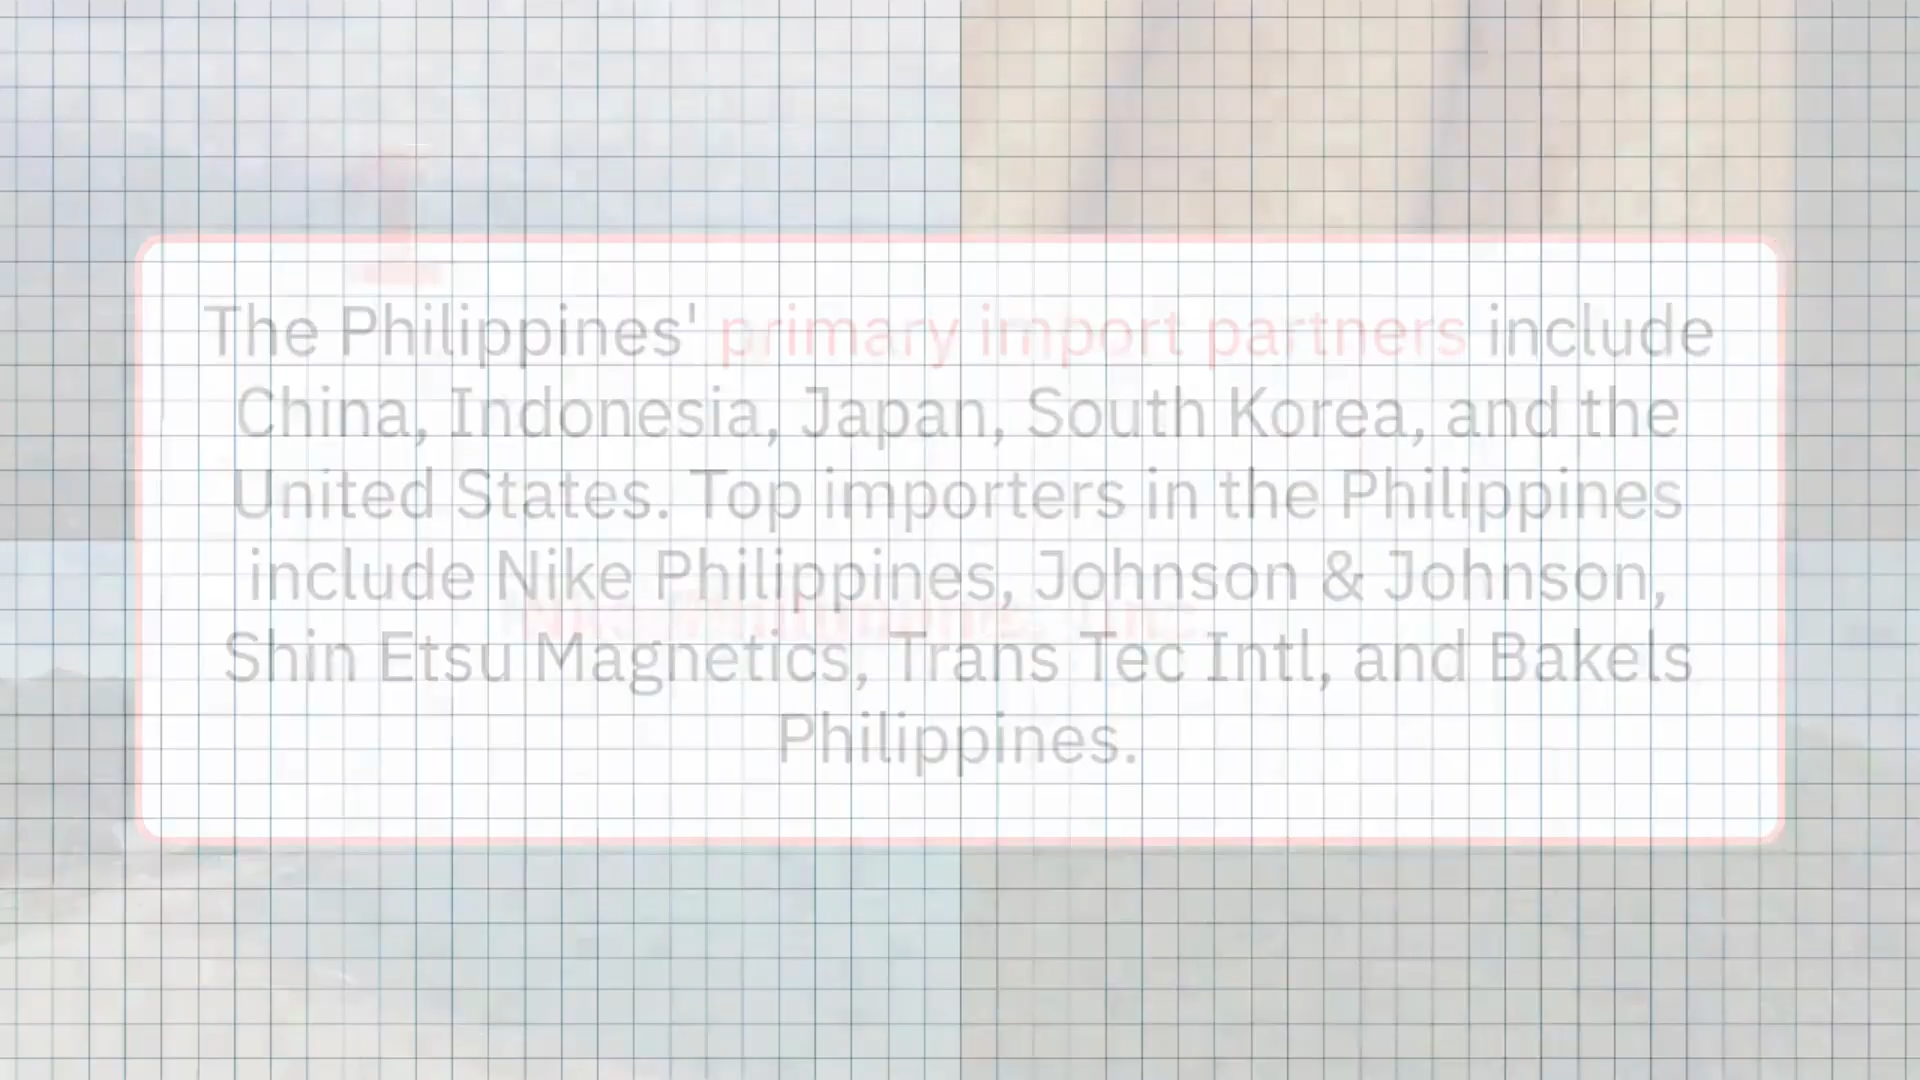 The Philippines' primary import partners include
China, Indonesia, Japan, South Korea, and the
United States. Top importers in the Philippines
include Nike Philippines, Johnson & Johnson,
Shin Etsu Magnetics, Trans Tec Intl, and Bakels
Philippines.